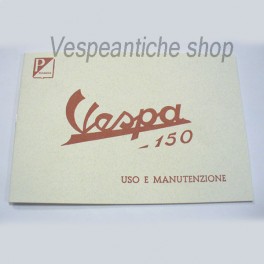 Vespeantiche shop
P
Vespa
150
USO E MANUTENZIONE